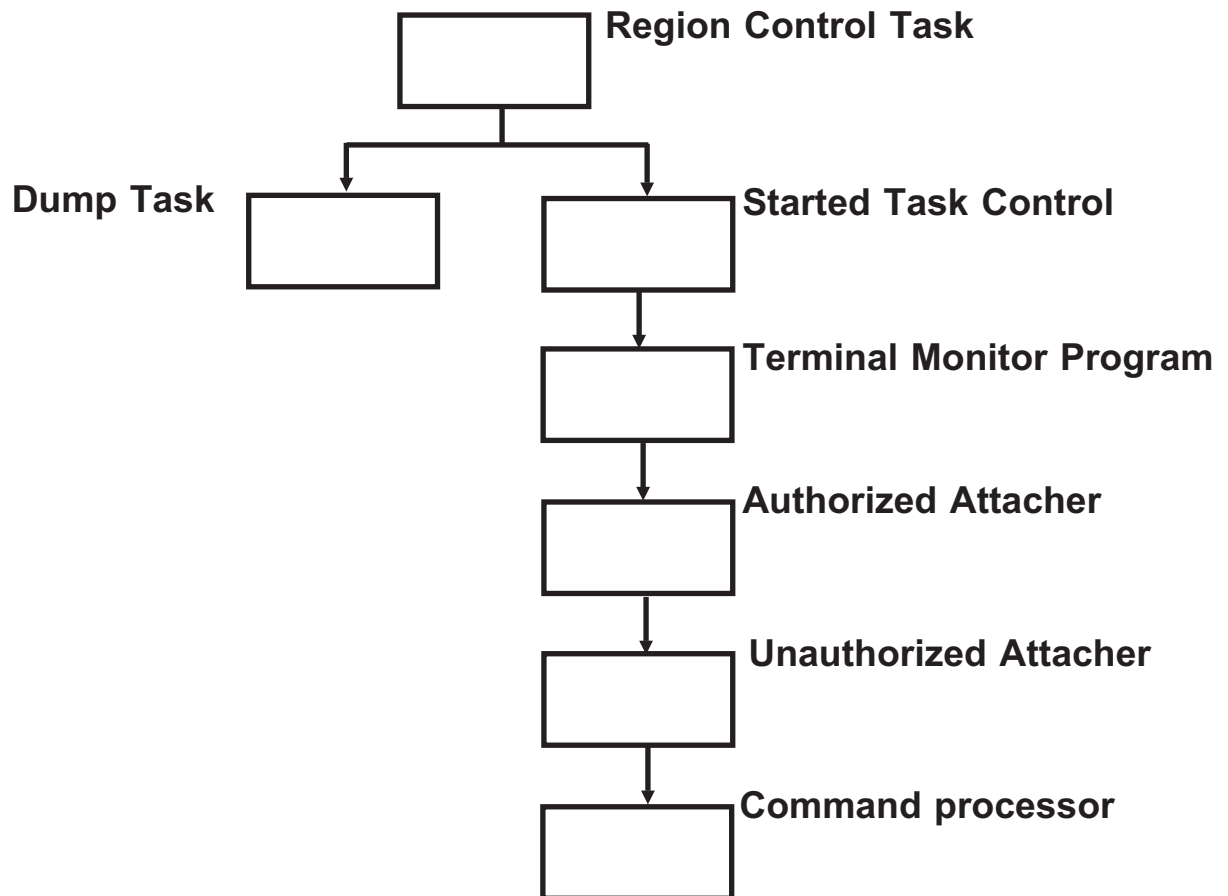 Region Control Task
Dump Task
Started Task Control
Terminal Monitor Program
Authorized Attacher
Unauthorized Attacher
Command processor